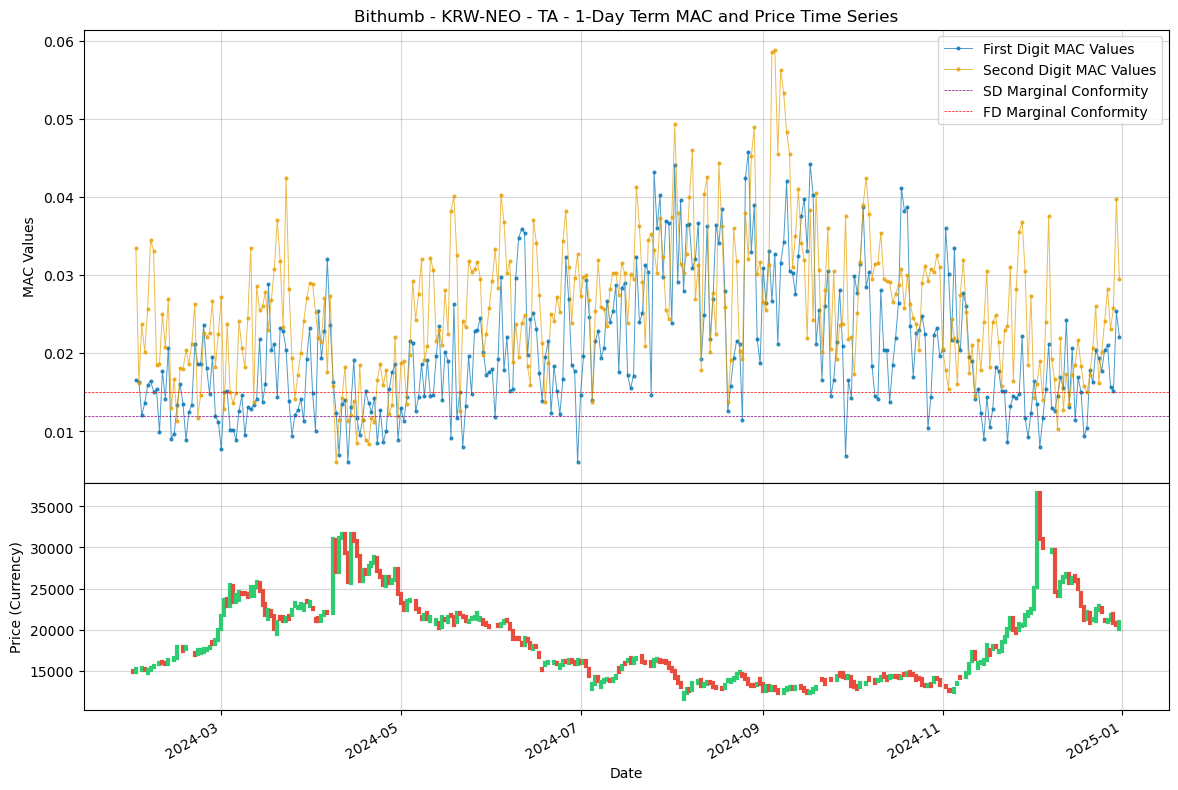 Bithumb - KRW-NEO - TA - 1-Day Term MAC and Price Time Series
First Digit MAC Values
Second Digit MAC Values
SD Marginal Conformity
FD Marginal Conformity
MAC Values
0.06
0.05
0.04
0.03
0.02
0.01
Price (Currency)
35000
30000
25000
20000
15000
2024-03
2024-05
2024-07
2024-09
2024-11
2025-01
Date